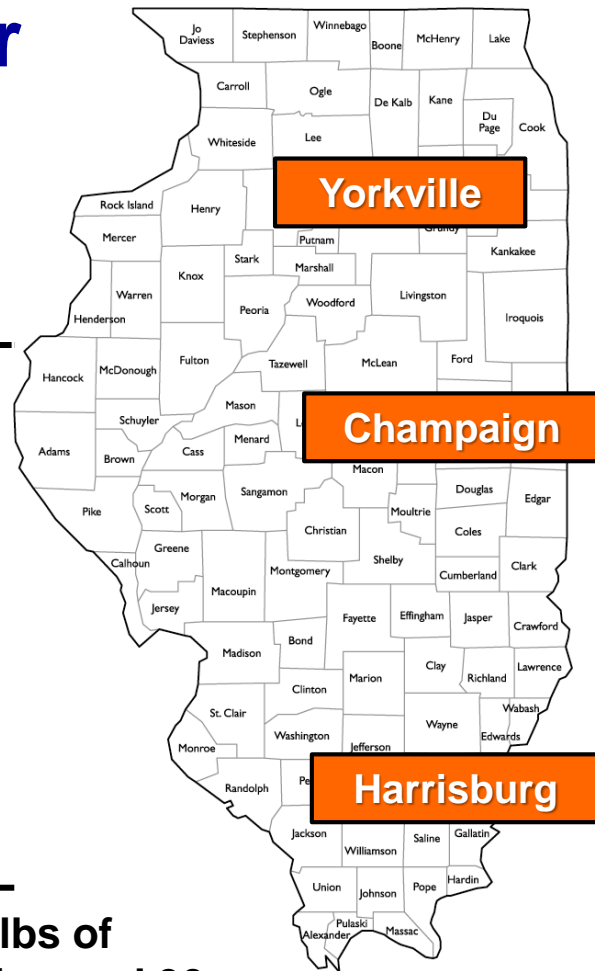 r
Jo
Daviess
Stephenson
Winnebago
Boone
McHenry
Lake
Carroll
Ogle
De Kalb
Kane
Du
Page
Cook
Whiteside
Lee
Yorkville
Rock Island
Henry
Mercer
Putnam
Grundy
Kankakee
Stark
Marshall
Knox
Warren
Henderson
Peoria
Woodford
Livingston
Iroquois
Hancock
McDonough
Fulton
Tazewell
McLean
Ford
Mason
Schuyler
Champaign
Adams
Brown
Cass
Menard
Macon
Pike
Scott
Morgan
Sangamon
Christian
Moultrie
Douglas
Edgar
Coles
Greene
Calhoun
Jersey
Macoupin
Montgomery
Shelby
Cumberland
Clark
Fayette
Effingham
Jasper
Crawford
Madison
Bond
Clay
Richland
Lawrence
Marion
Clinton
Wabash
St. Clair
Washington
Wayne
Edwards
Monroe
Jefferson
Randolph
Pe
Harrisburg
Jackson
Williamson
Saline
Gallatin
Union
Johnson
Pope
Hardin
Alexander
Pulaski
Massac
lbs of